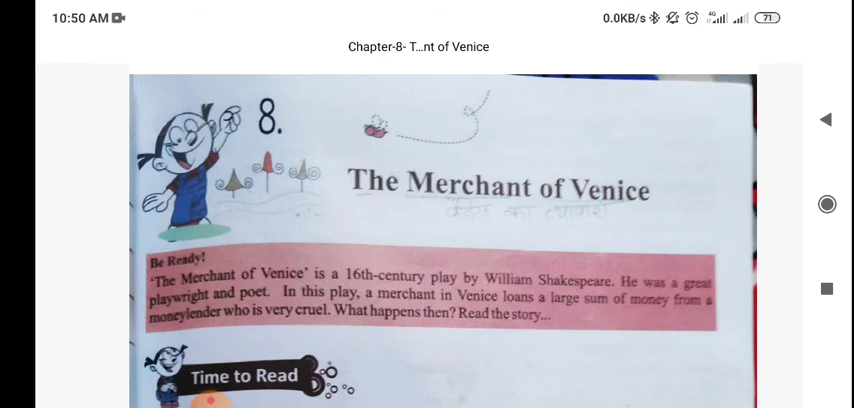 10:50 AM
0.0KB/s 4G 71
Chapter-8- T...nt of Venice
8.
The Merchant of Venice
वेनिस का व्यापारी
Be Ready!
'The Merchant of Venice' is a 16th-century play by William Shakespeare. He was a great
playwright and poet. In this play, a merchant in Venice loans a large sum of money from a
moneylender who is very cruel. What happens then? Read the story...
Time to Read